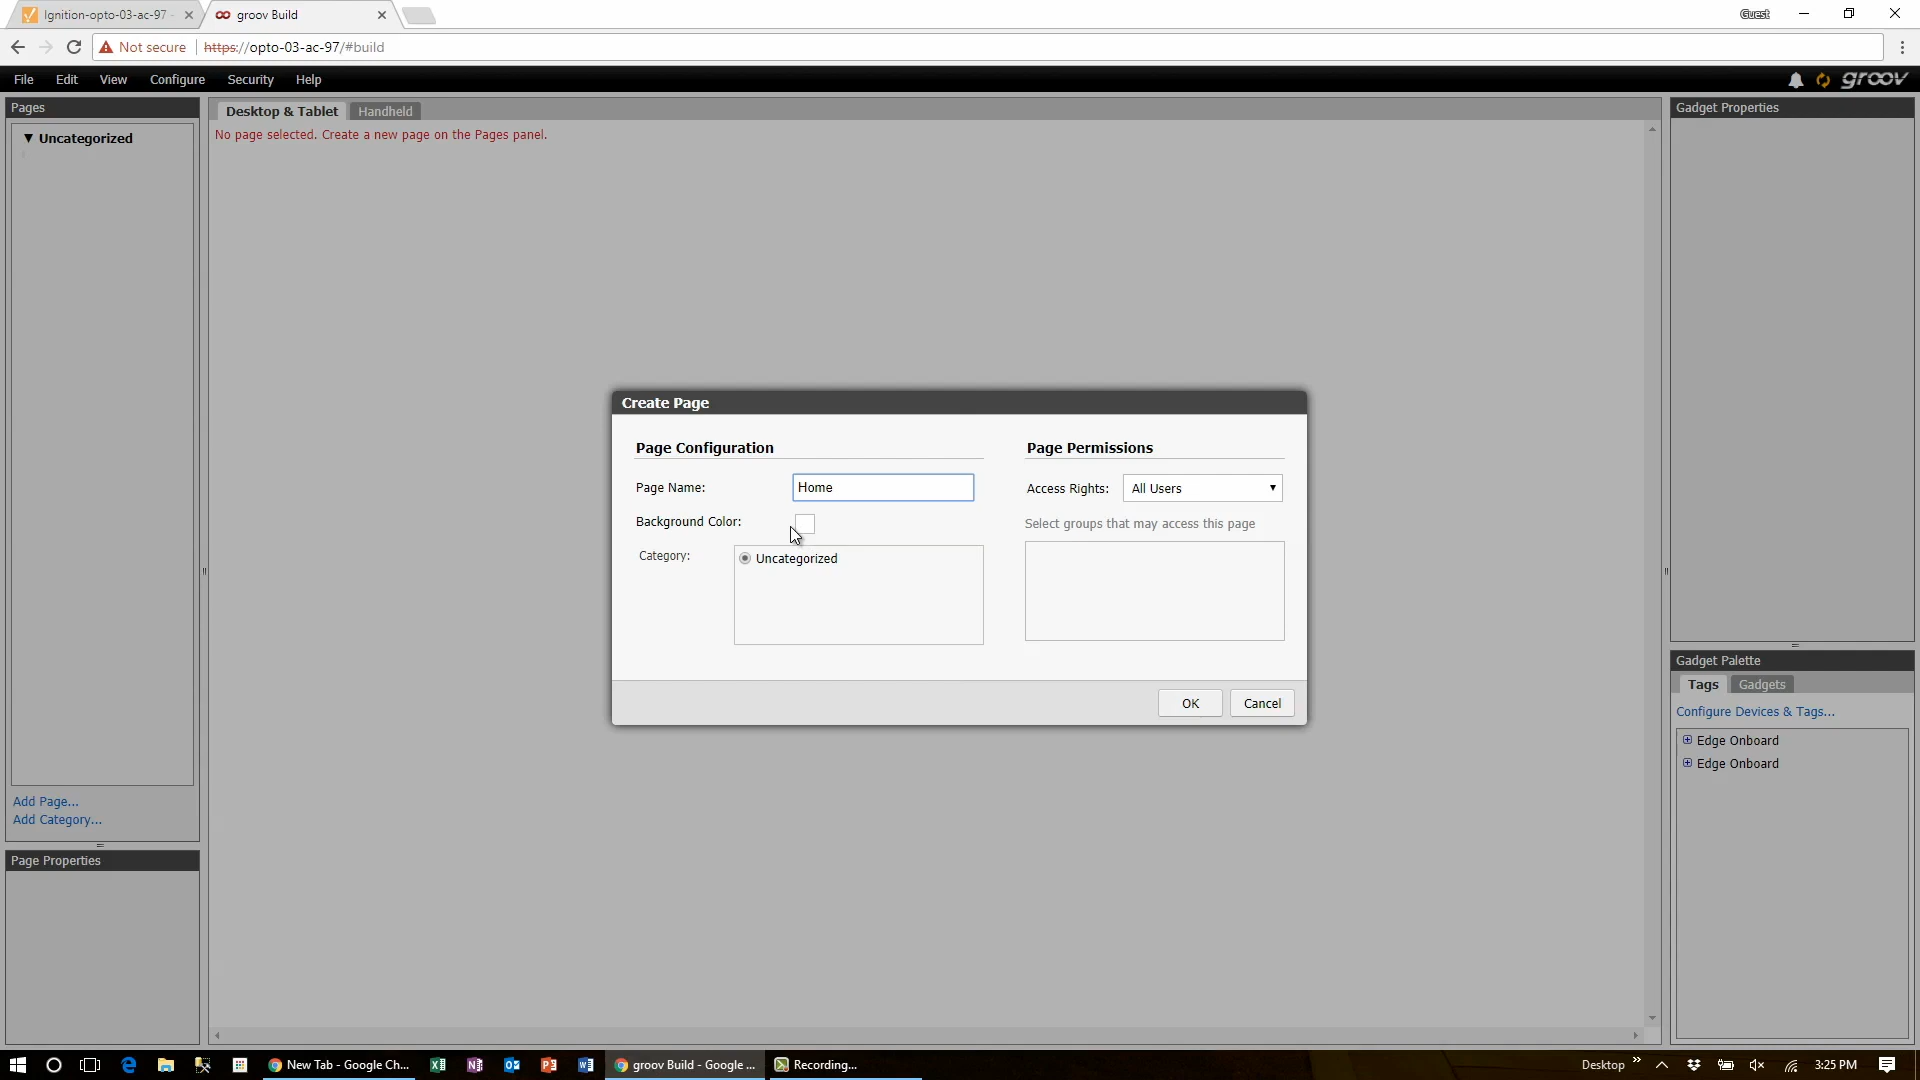 Ignition-opto-03-ac-97 -
groov Build
Guest
Not secure
https://opto-03-ac-97/#build
File
Edit
View
Configure
Security
Help
groov
Pages
Desktop & Tablet
Handheld
Gadget Properties
Uncategorized
No page selected. Create a new page on the Pages panel.
Create Page
Page Configuration
Page Permissions
Page Name:
Home
Access Rights:
All Users
Background Color:
Select groups that may access this page
Category:
Uncategorized
OK
Cancel
Gadget Palette
Tags
Gadgets
Configure Devices & Tags...
Edge Onboard
Edge Onboard
Add Page...
Add Category...
Page Properties
New Tab - Google Ch...
groov Build - Google ...
Recording...
Desktop
3:25 PM